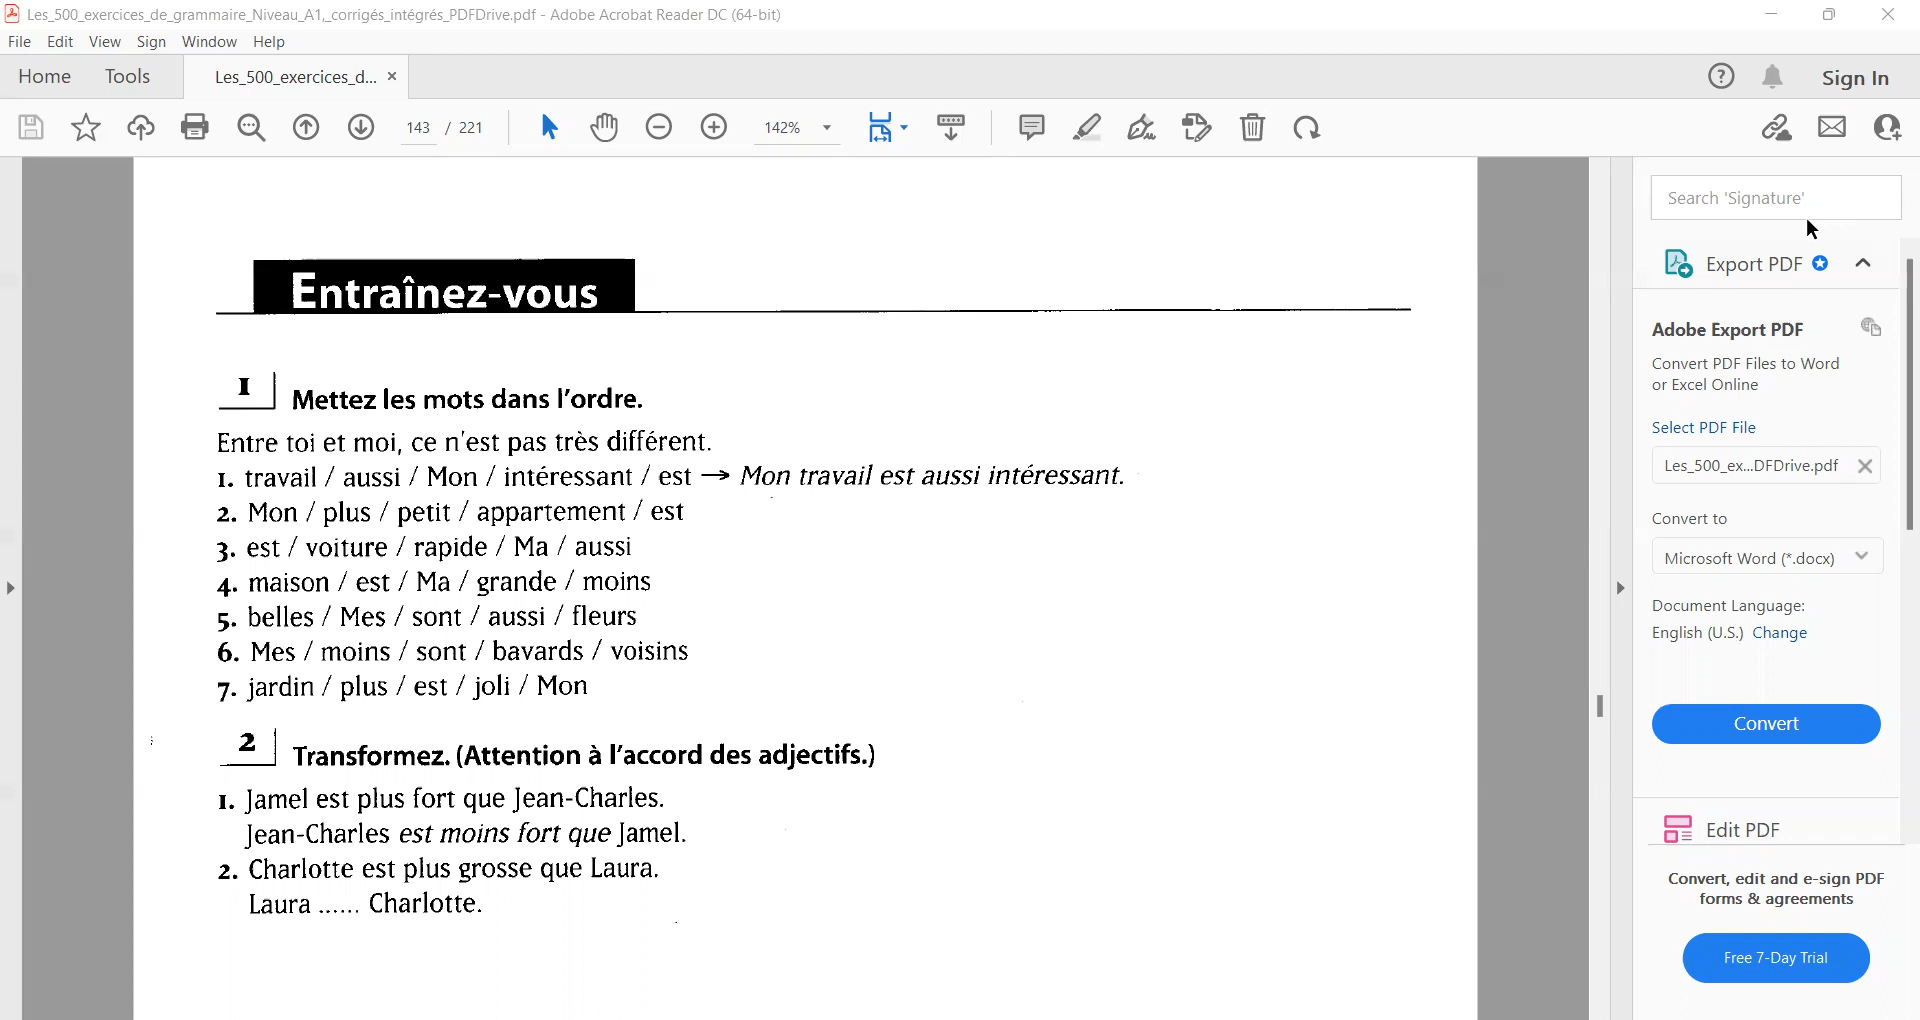 Les_500_exercices_de_grammaire_Niveau_A1,_corrigés_intégrés_PDFDrive.pdf - Adobe Acrobat Reader DC (64-bit)
File Edit View Sign Window Help
Home Tools Les_500_exercices_d... × ? Sign In
143 / 221 142%
Search 'Signature'
Export PDF
Adobe Export PDF
Convert PDF Files to Word
or Excel Online
Select PDF File
Les_500_ex...DFDrive.pdf
Convert to
Microsoft Word (*.docx)
Document Language:
English (U.S.) Change
Convert
Edit PDF
Convert, edit and e-sign PDF
forms & agreements
Free 7-Day Trial
Entraînez-vous
1 Mettez les mots dans l'ordre.
Entre toi et moi, ce n'est pas très différent.
1. travail / aussi / Mon / intéressant / est → Mon travail est aussi intéressant.
2. Mon / plus / petit / appartement / est
3. est / voiture / rapide / Ma / aussi
4. maison / est / Ma / grande / moins
5. belles / Mes / sont / aussi / fleurs
6. Mes / moins / sont / bavards / voisins
7. jardin / plus / est / joli / Mon
2 Transformez. (Attention à l'accord des adjectifs.)
1. Jamel est plus fort que Jean-Charles.
Jean-Charles est moins fort que Jamel.
2. Charlotte est plus grosse que Laura.
Laura ...... Charlotte.